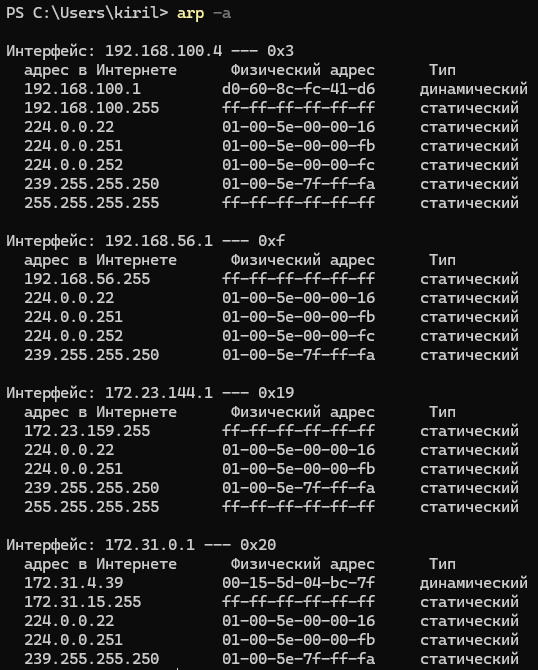 PS C:\Users\kiril> arp -a
Интерфейс: 192.168.100.4 --- 0x3
адрес в Интернете Физический адрес Тип
192.168.100.1 d0-60-8c-fc-41-d6 динамический
192.168.100.255 ff-ff-ff-ff-ff-ff статический
224.0.0.22 01-00-5e-00-00-16 статический
224.0.0.251 01-00-5e-00-00-fb статический
224.0.0.252 01-00-5e-00-00-fc статический
239.255.255.250 01-00-5e-7f-ff-fa статический
255.255.255.255 ff-ff-ff-ff-ff-ff статический
Интерфейс: 192.168.56.1 --- 0xf
адрес в Интернете Физический адрес Тип
192.168.56.255 ff-ff-ff-ff-ff-ff статический
224.0.0.22 01-00-5e-00-00-16 статический
224.0.0.251 01-00-5e-00-00-fb статический
224.0.0.252 01-00-5e-00-00-fc статический
239.255.255.250 01-00-5e-7f-ff-fa статический
Интерфейс: 172.23.144.1 --- 0x19
адрес в Интернете Физический адрес Тип
172.23.159.255 ff-ff-ff-ff-ff-ff статический
224.0.0.22 01-00-5e-00-00-16 статический
224.0.0.251 01-00-5e-00-00-fb статический
239.255.255.250 01-00-5e-7f-ff-fa статический
255.255.255.255 ff-ff-ff-ff-ff-ff статический
Интерфейс: 172.31.0.1 --- 0x20
адрес в Интернете Физический адрес Тип
172.31.4.39 00-15-5d-04-bc-7f динамический
172.31.15.255 ff-ff-ff-ff-ff-ff статический
224.0.0.22 01-00-5e-00-00-16 статический
224.0.0.251 01-00-5e-00-00-fb статический
239.255.255.250 01-00-5e-7f-ff-fa статический